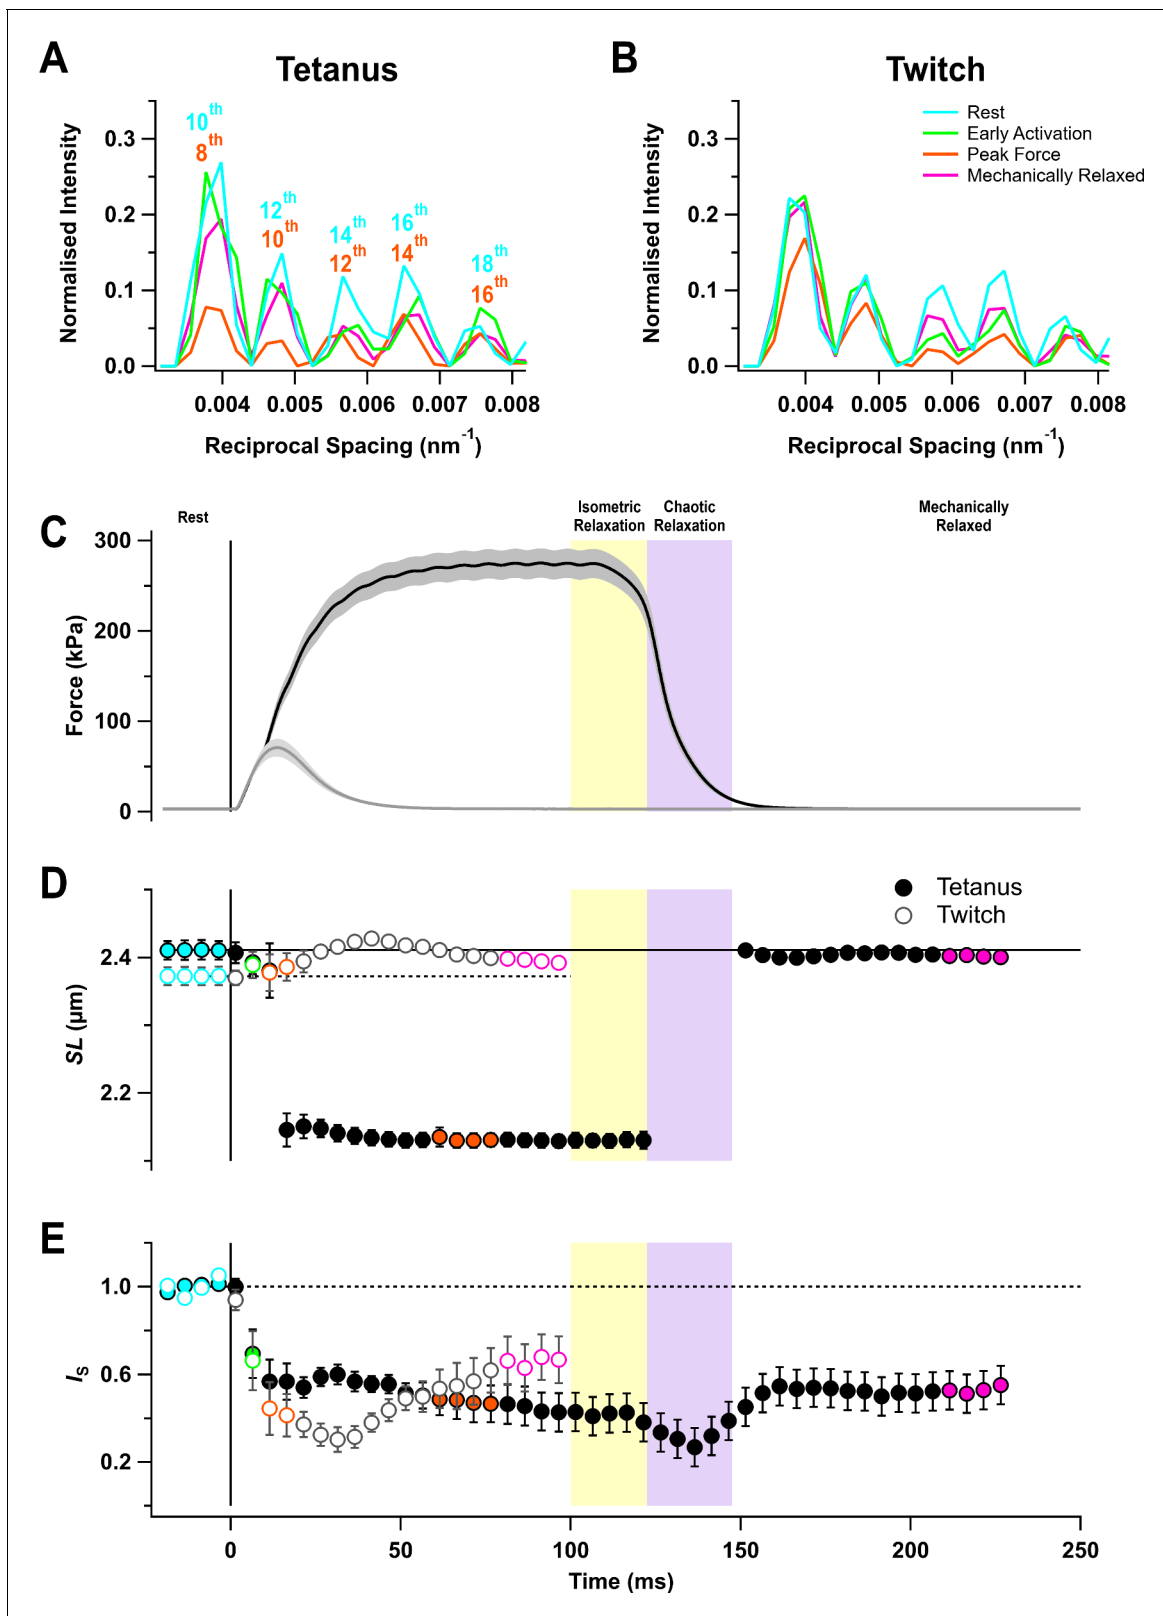 A
Tetanus
Normalised Intensity
0.3
0.2
0.1
0.0
10th
8th
12th
10th
14th
12th
16th
14th
18th
16th
0.004 0.005 0.006 0.007 0.008
Reciprocal Spacing (nm-1)
B
Twitch
Normalised Intensity
0.3
0.2
0.1
0.0
Rest
Early Activation
Peak Force
Mechanically Relaxed
0.004 0.005 0.006 0.007 0.008
Reciprocal Spacing (nm-1)
C
Rest
Isometric
Relaxation
Chaotic
Relaxation
Mechanically
Relaxed
Force (kPa)
300
200
100
0
D
Tetanus
Twitch
SL (µm)
2.4
2.2
E
IS
1.0
0.6
0.2
0 50 100 150 200 250
Time (ms)